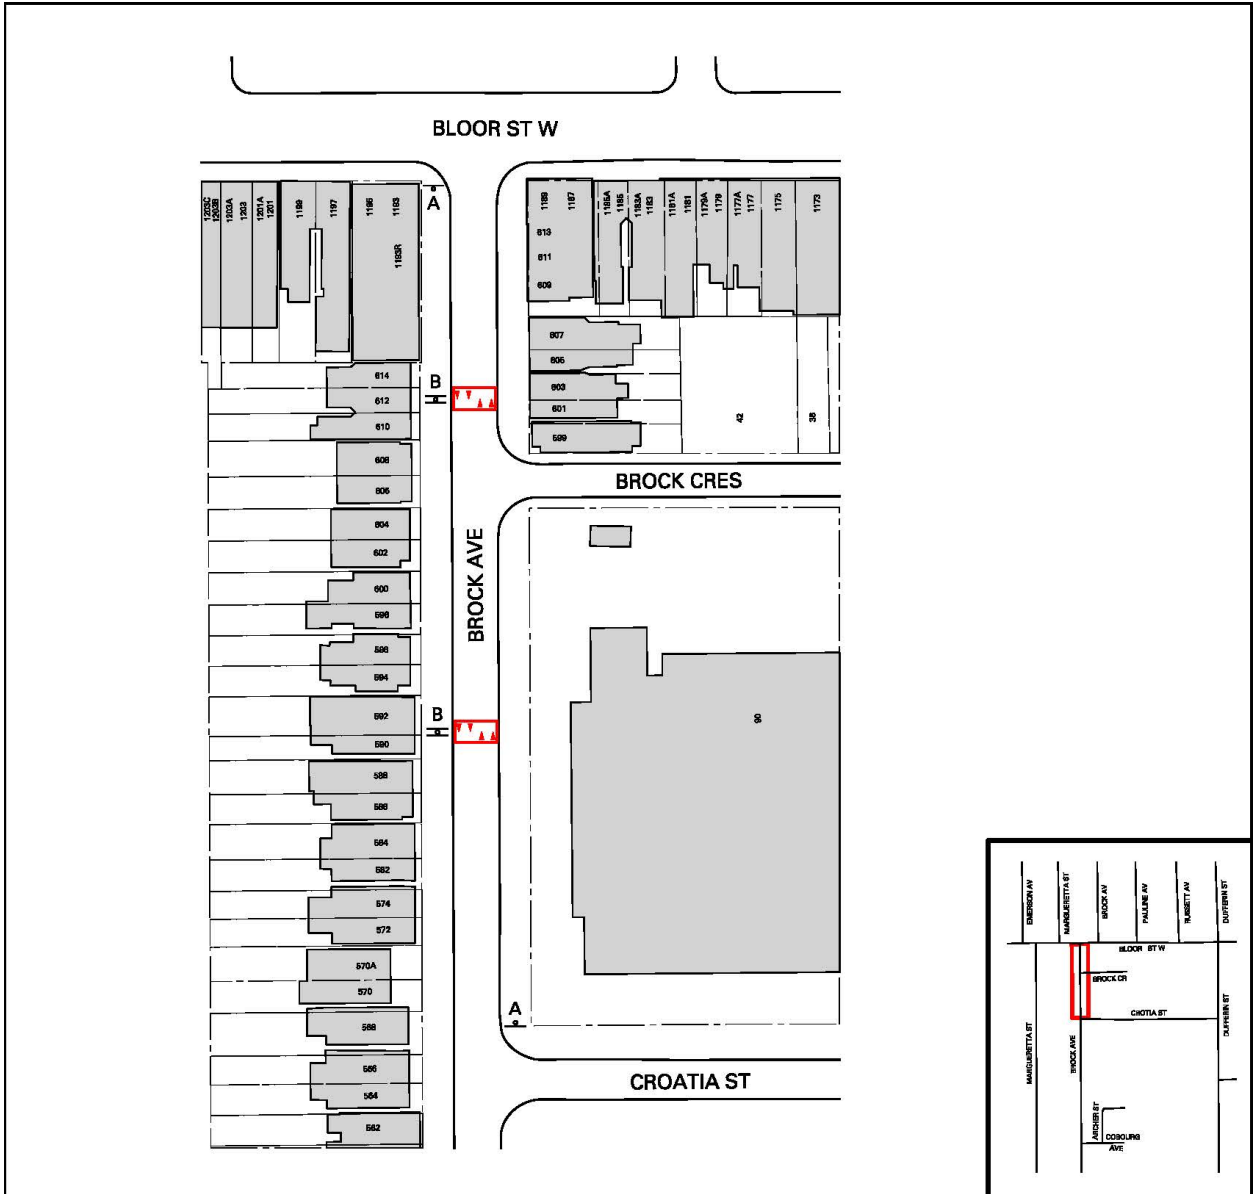 BLOOR ST W
A
1203C
1203B
1203A
1203
1201A
1201
1199
1197
1195
1193
1193R
1189
1187
613
611
609
1185A
1185
1183A
1183
1181A
1181
1179A
1179
1177A
1177
1175
1173
607
605
603
601
599
42
38
614
612
610
B
608
606
604
602
600
598
596
594
592
590
588
586
584
582
574
572
570A
570
568
566
564
562
BROCK CRES
BROCK AVE
B
90
A
CROATIA ST
EMERSON AV
MARGUERETTA ST
BROCK AV
PAULINE AV
RUSSETT AV
DUFFERIN ST
BLOOR ST W
BROCK CR
CROTIA ST
MARGUERETTA ST
BROCK AVE
DUFFERIN ST
ARCHER ST
COBOURG
AVE